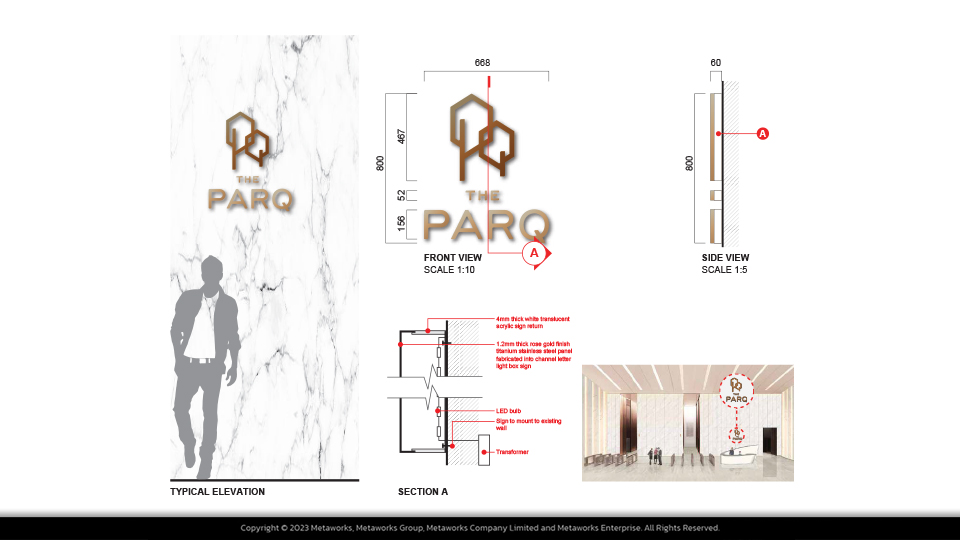 THE
PARQ
TYPICAL ELEVATION
668
800
467
52
156
THE
PARQ
A
FRONT VIEW
SCALE 1:10
60
800
A
SIDE VIEW
SCALE 1:5
4mm thick white translucent
acrylic sign return
1.2mm thick rose gold finish
titanium stainless steel panel
fabricated into channel letter
light box sign
LED bulb
Sign to mount to existing
wall
Transformer
SECTION A
THE
PARQ
PARQ
Copyright © 2023 Metaworks, Metaworks Group, Metaworks Company Limited and Metaworks Enterprise. All Rights Reserved.